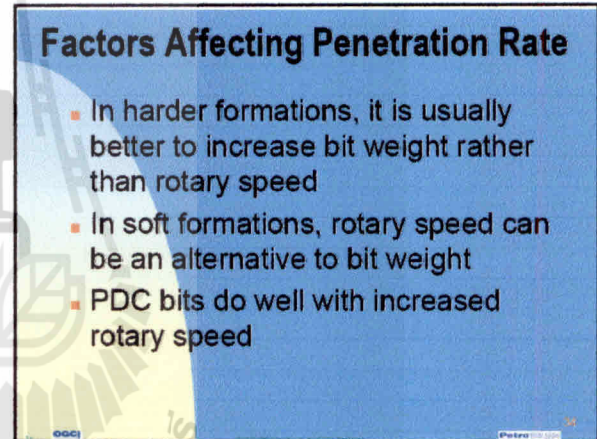 Factors Affecting Penetration Rate
In harder formations, it is usually
better to increase bit weight rather
than rotary speed
In soft formations, rotary speed can
be an alternative to bit weight
PDC bits do well with increased
rotary speed
OGCI